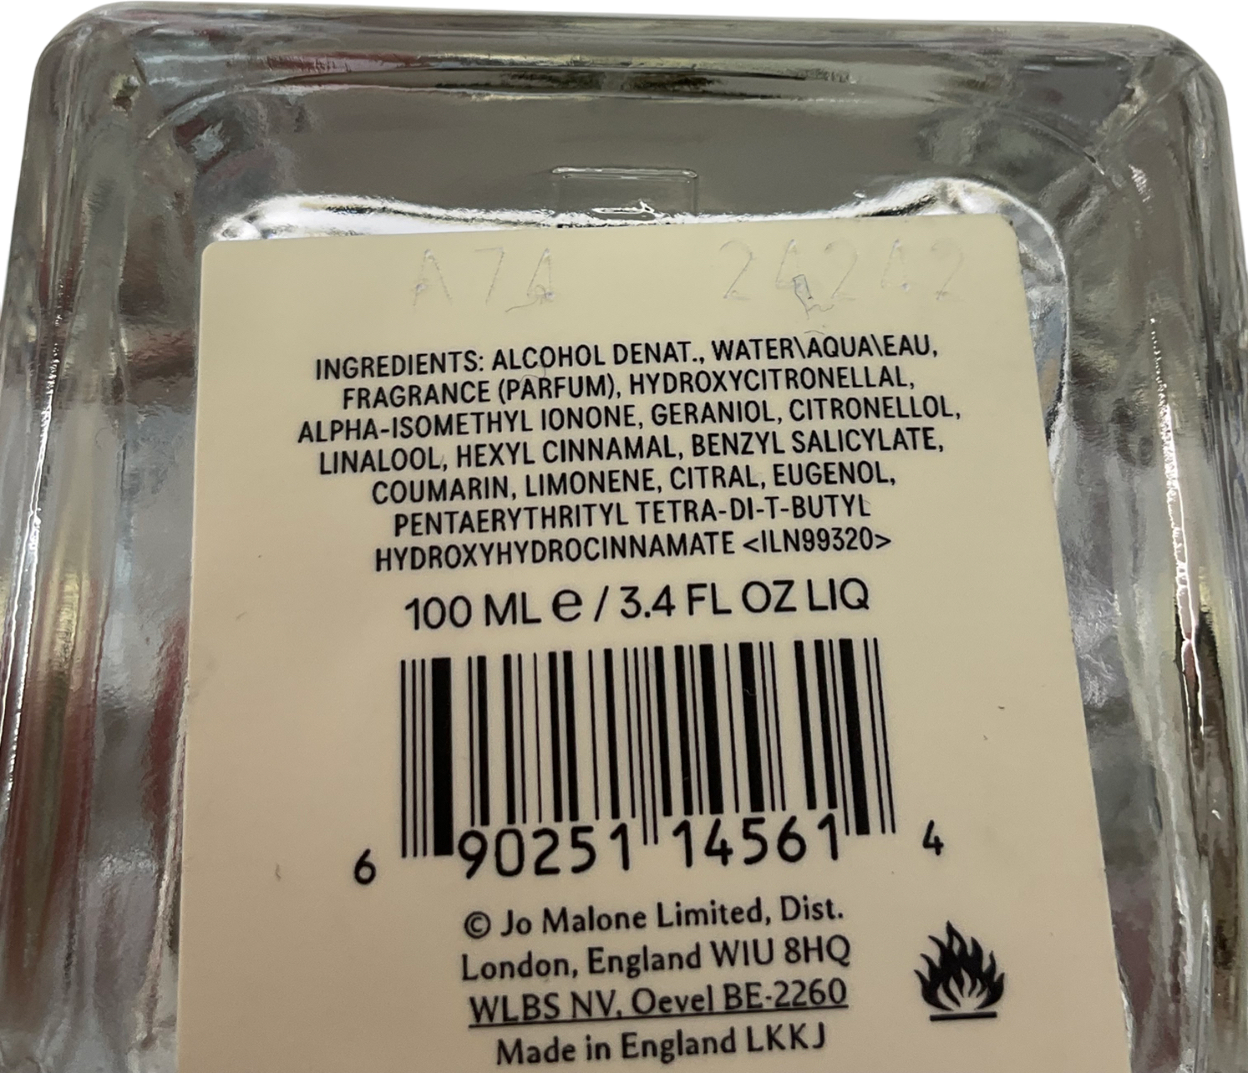 A7A 24242
INGREDIENTS: ALCOHOL DENAT., WATER\AQUA\EAU,
FRAGRANCE (PARFUM), HYDROXYCITRONELLAL,
ALPHA-ISOMETHYL IONONE, GERANIOL, CITRONELLOL,
LINALOOL, HEXYL CINNAMAL, BENZYL SALICYLATE,
COUMARIN, LIMONENE, CITRAL, EUGENOL,
PENTAERYTHRITYL TETRA-DI-T-BUTYL
HYDROXYHYDROCINNAMATE <ILN99320>
100 ML ℮ / 3.4 FL OZ LIQ
6 90251 14561 4
© Jo Malone Limited, Dist.
London, England WIU 8HQ
WLBS NV, Oevel BE-2260
Made in England LKKJ